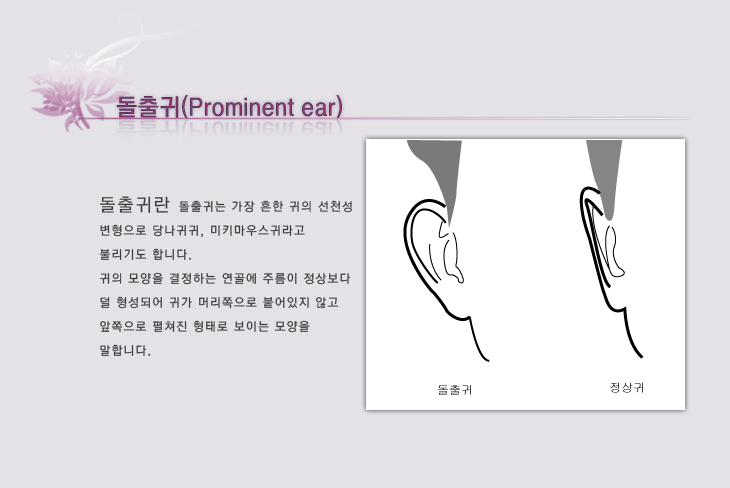 돌출귀(Prominent ear)
돌출귀란 돌출귀는 가장 흔한 귀의 선천성
변형으로 당나귀귀, 미키마우스귀라고
불리기도 합니다.
귀의 모양을 결정하는 연골에 주름이 정상보다
덜 형성되어 귀가 머리쪽으로 붙어있지 않고
앞쪽으로 펼쳐진 형태로 보이는 모양을
말합니다.
돌출귀
정상귀